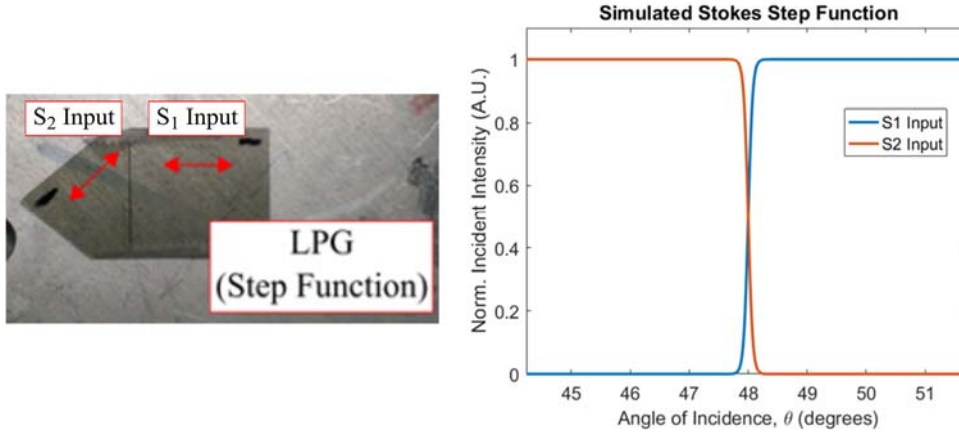 S₂ Input
S₁ Input
LPG
(Step Function)
Simulated Stokes Step Function
Norm. Incident Intensity (A.U.)
1
0.8
0.6
0.4
0.2
0
45 46 47 48 49 50 51
Angle of Incidence, θ (degrees)
S1 Input
S2 Input